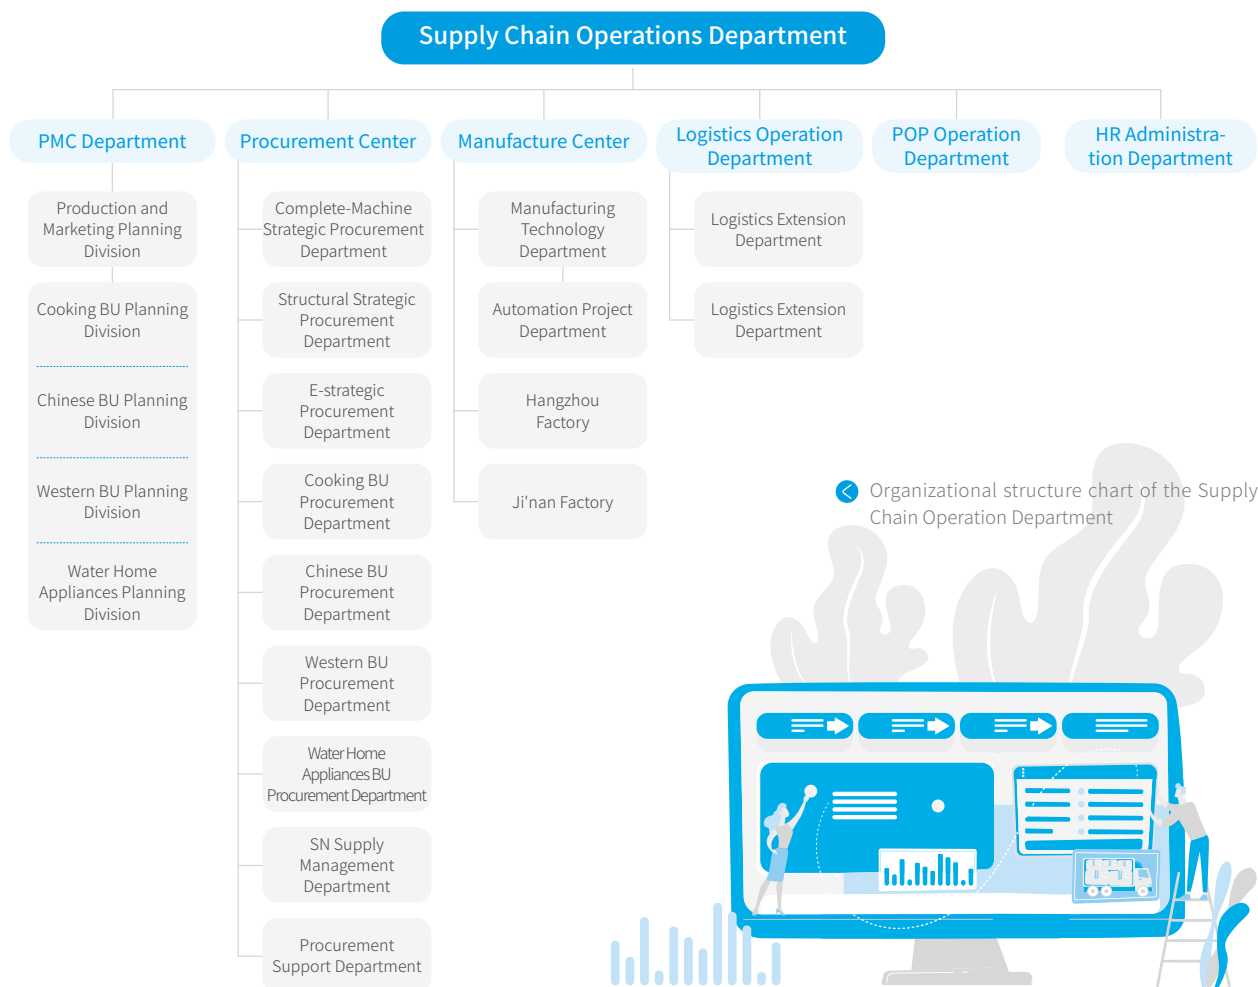 Supply Chain Operations Department
PMC Department
Procurement Center
Manufacture Center
Logistics Operation
Department
POP Operation
Department
HR Administra-
tion Department
Production and
Marketing Planning
Division
Cooking BU Planning
Division
Chinese BU Planning
Division
Western BU Planning
Division
Water Home
Appliances Planning
Division
Complete-Machine
Strategic Procurement
Department
Structural Strategic
Procurement
Department
E-strategic
Procurement
Department
Cooking BU
Procurement
Department
Chinese BU
Procurement
Department
Western BU
Procurement
Department
Water Home
Appliances BU
Procurement Department
SN Supply
Management
Department
Procurement
Support Department
Manufacturing
Technology
Department
Automation Project
Department
Hangzhou
Factory
Ji'nan Factory
Logistics Extension
Department
Logistics Extension
Department
Organizational structure chart of the Supply
Chain Operation Department